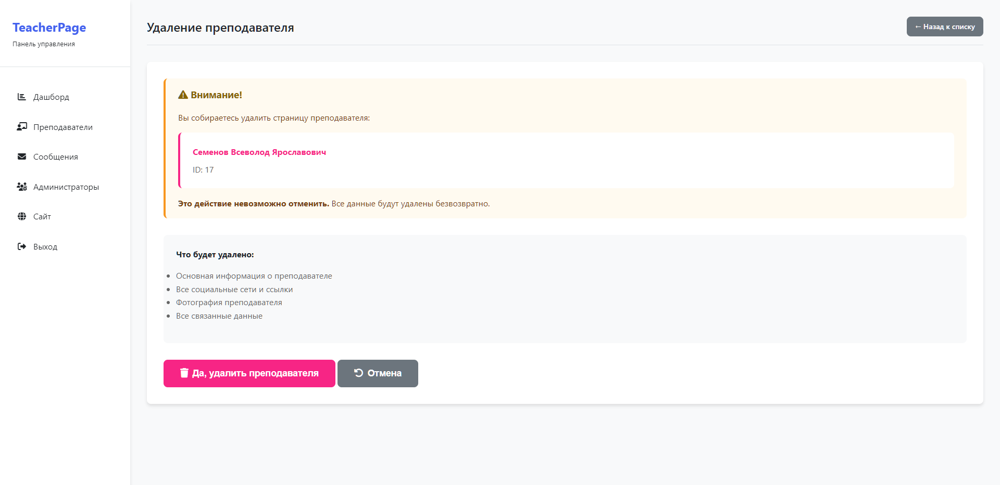 TeacherPage
Панель управления
Дашборд
Преподаватели
Сообщения
Администраторы
Сайт
Выход
Удаление преподавателя
← Назад к списку
Внимание!
Вы собираетесь удалить страницу преподавателя:
Семенов Всеволод Ярославович
ID: 17
Это действие невозможно отменить. Все данные будут удалены безвозвратно.
Что будет удалено:
Основная информация о преподавателе
Все социальные сети и ссылки
Фотография преподавателя
Все связанные данные
Да, удалить преподавателя
Отмена